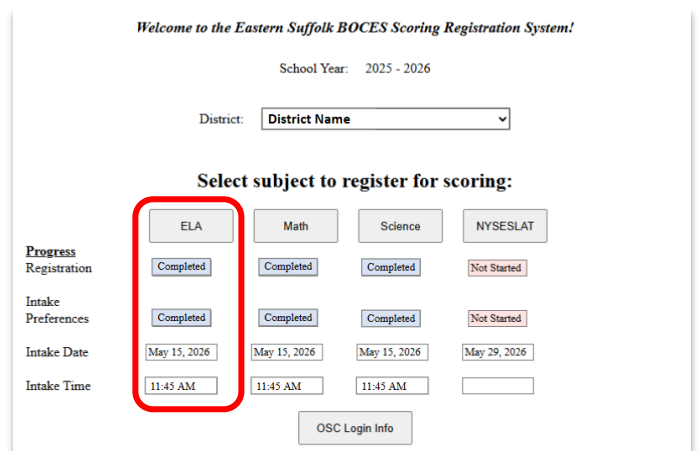 Welcome to the Eastern Suffolk BOCES Scoring Registration System!
School Year: 2025 - 2026
District: District Name
Select subject to register for scoring:
ELA Math Science NYSESLAT
Progress
Registration Completed Completed Completed Not Started
Intake
Preferences Completed Completed Completed Not Started
Intake Date May 15, 2026 May 15, 2026 May 15, 2026 May 29, 2026
Intake Time 11:45 AM 11:45 AM 11:45 AM
OSC Login Info